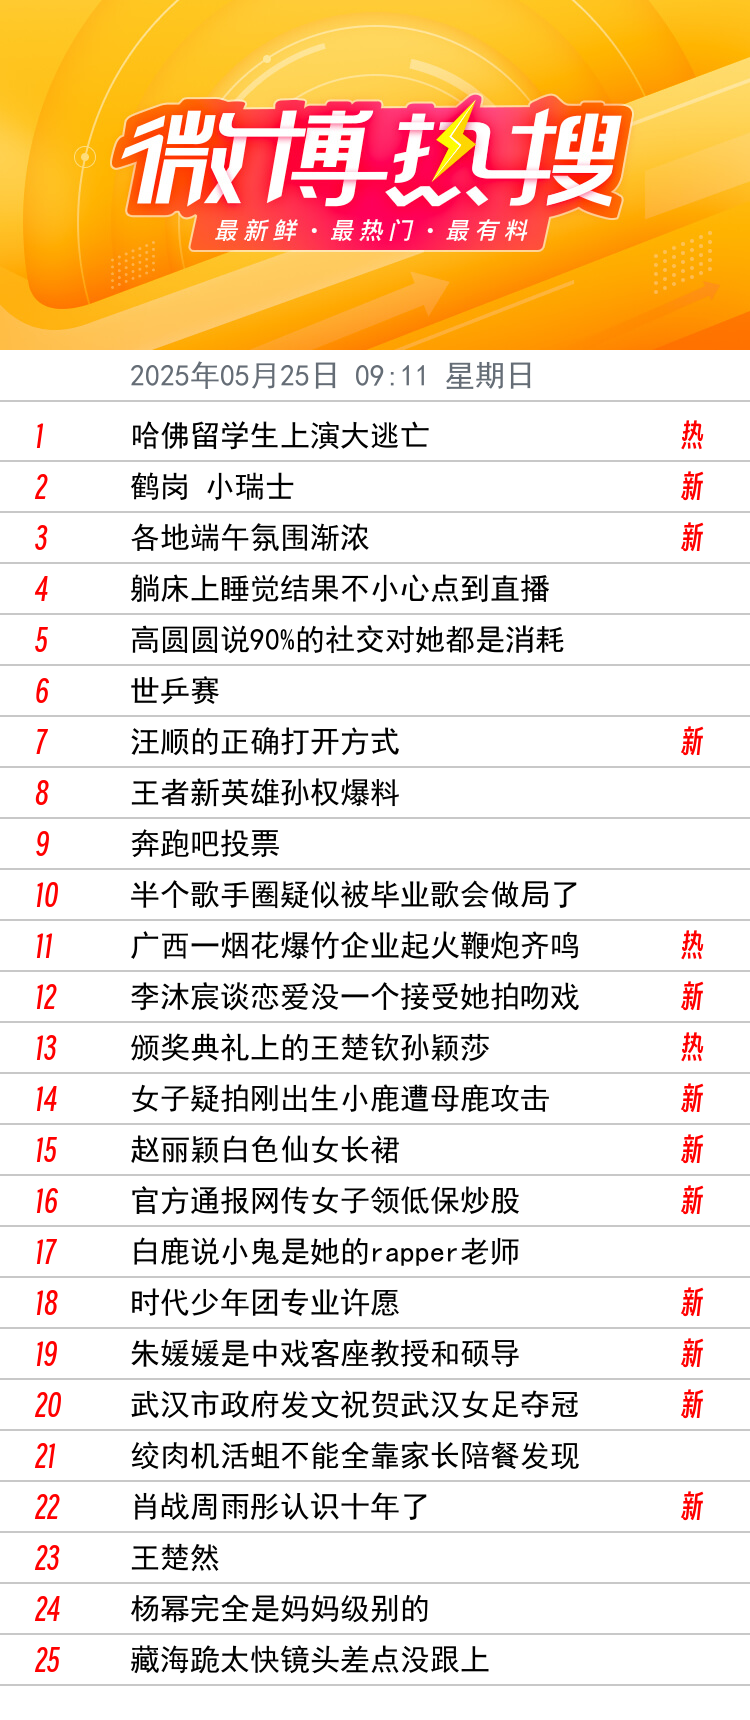 微博热搜
最新鲜·最热门·最有料
2025年05月25日 09:11 星期日
1 哈佛留学生上演大逃亡 热
2 鹤岗 小瑞士 新
3 各地端午氛围渐浓 新
4 躺床上睡觉结果不小心点到直播
5 高圆圆说90%的社交对她都是消耗
6 世乒赛
7 汪顺的正确打开方式 新
8 王者新英雄孙权爆料
9 奔跑吧投票
10 半个歌手圈疑似被毕业歌会做局了
11 广西一烟花爆竹企业起火鞭炮齐鸣 热
12 李沐宸谈恋爱没一个接受她拍吻戏 新
13 颁奖典礼上的王楚钦孙颖莎 热
14 女子疑拍刚出生小鹿遭母鹿攻击 新
15 赵丽颖白色仙女长裙 新
16 官方通报网传女子领低保炒股 新
17 白鹿说小鬼是她的rapper老师
18 时代少年团专业许愿 新
19 朱媛媛是中戏客座教授和硕导 新
20 武汉市政府发文祝贺武汉女足夺冠 新
21 绞肉机活蛆不能全靠家长陪餐发现
22 肖战周雨彤认识十年了 新
23 王楚然
24 杨幂完全是妈妈级别的
25 藏海跪太快镜头差点没跟上